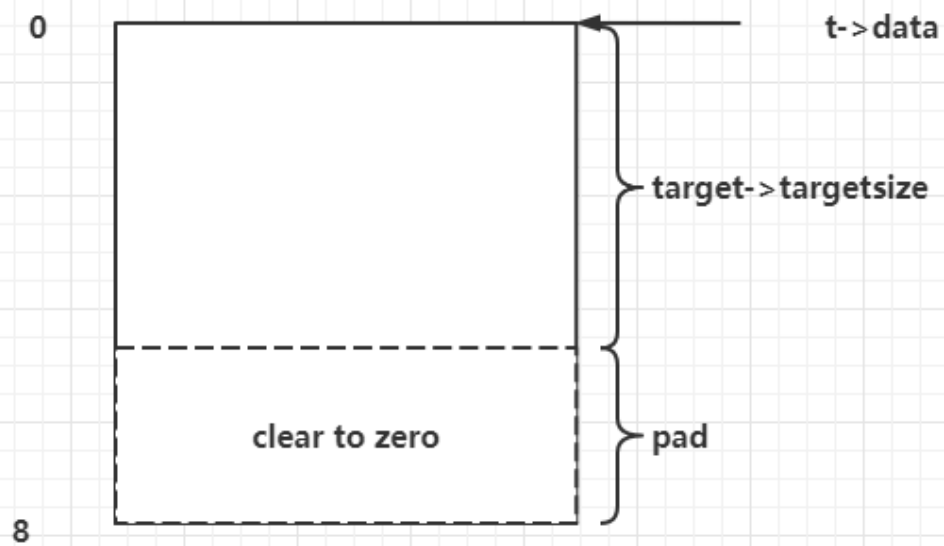 0
t->data
target->targetsize
clear to zero
pad
8